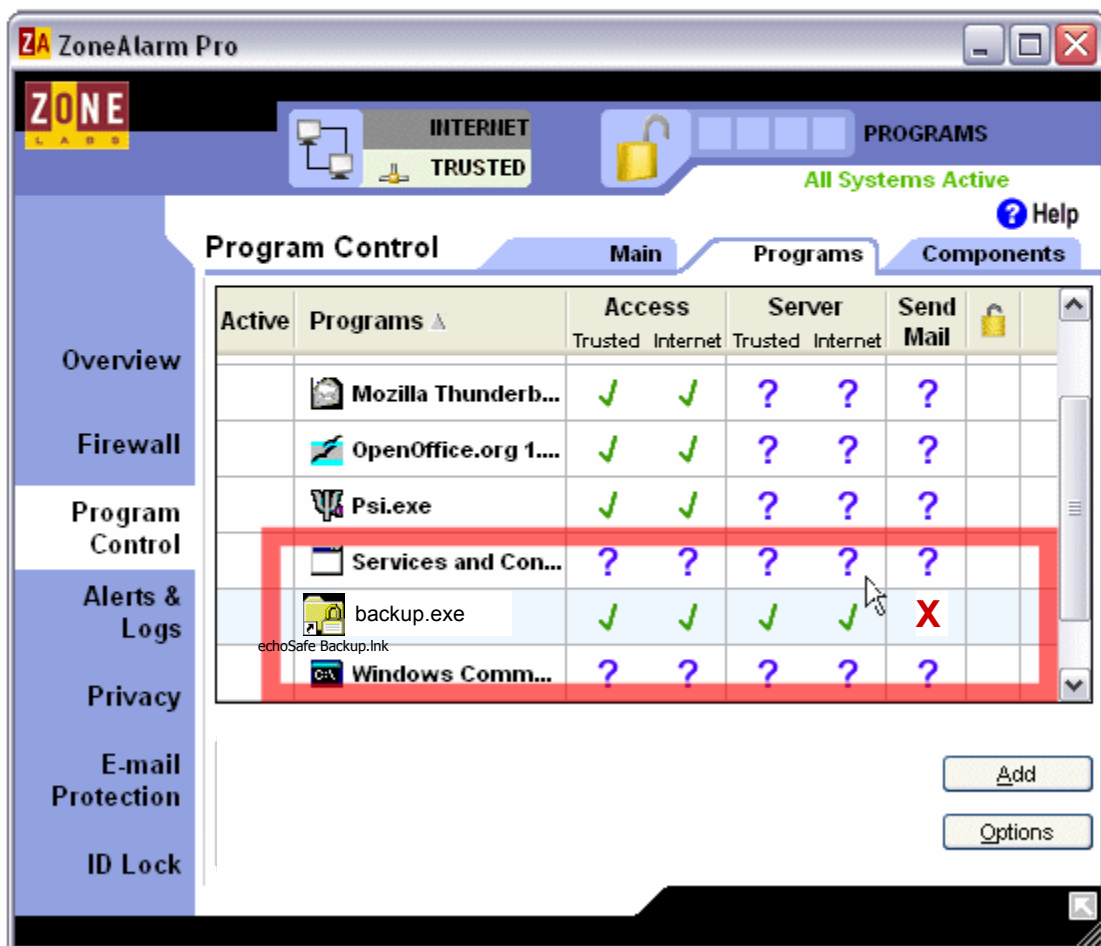 ZA ZoneAlarm Pro
ZONE
LABS
INTERNET
TRUSTED
PROGRAMS
All Systems Active
? Help
Program Control
Main
Programs
Components
Overview
Firewall
Program
Control
Alerts &
Logs
Privacy
E-mail
Protection
ID Lock
Active Programs Access Server Send
Mail
Trusted Internet Trusted Internet
Mozilla Thunderb... ? ? ?
OpenOffice.org 1.... ? ? ?
Psi.exe ? ? ?
Services and Con... ? ? ? ? ?
backup.exe X
echoSafe Backup.lnk
C:\ Windows Comm... ? ? ? ? ?
Add
Options